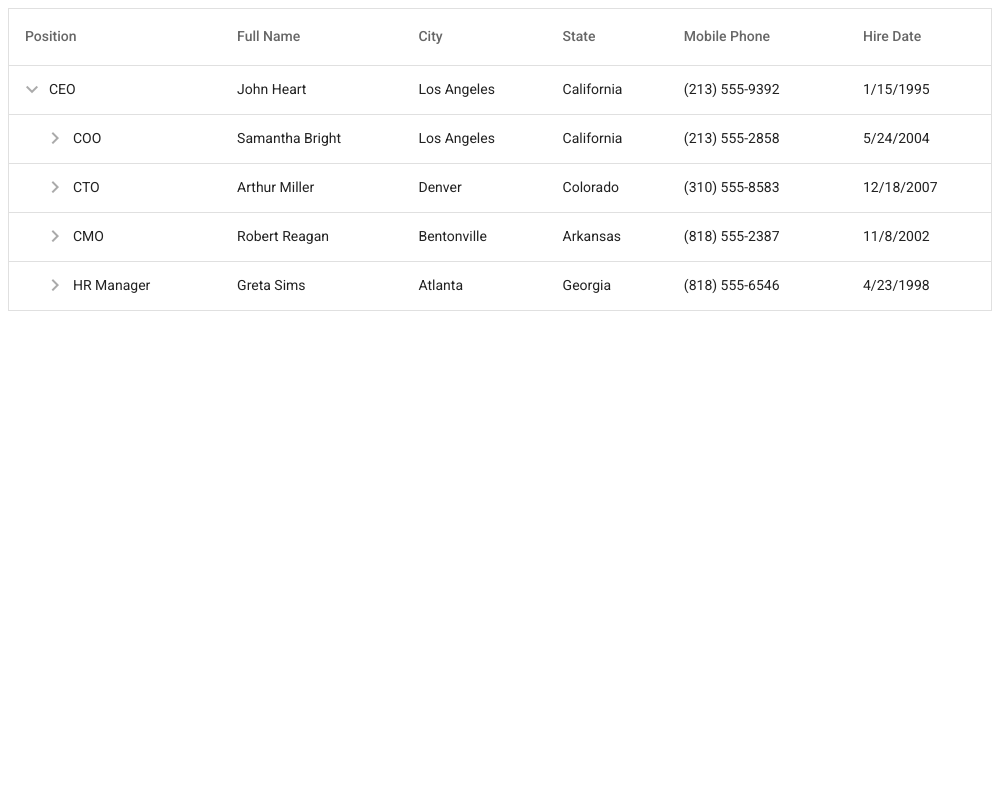 Position Full Name City State Mobile Phone Hire Date
CEO John Heart Los Angeles California (213) 555-9392 1/15/1995
COO Samantha Bright Los Angeles California (213) 555-2858 5/24/2004
CTO Arthur Miller Denver Colorado (310) 555-8583 12/18/2007
CMO Robert Reagan Bentonville Arkansas (818) 555-2387 11/8/2002
HR Manager Greta Sims Atlanta Georgia (818) 555-6546 4/23/1998